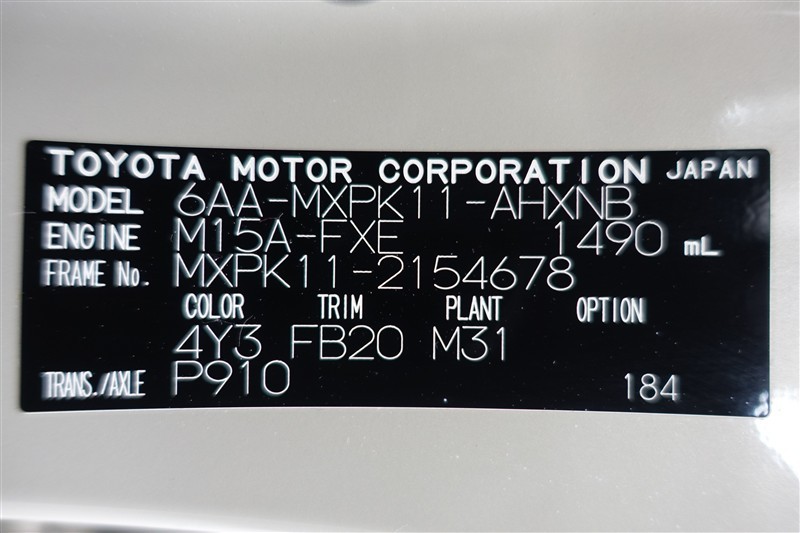 TOYOTA MOTOR CORPORATION JAPAN
MODEL 6AA-MXPK11-AHXNB
ENGINE M15A-FXE 1490 mL
FRAME No. MXPK11-2154678
COLOR TRIM PLANT OPTION
4Y3 FB20 M31
TRANS./AXLE P910 184